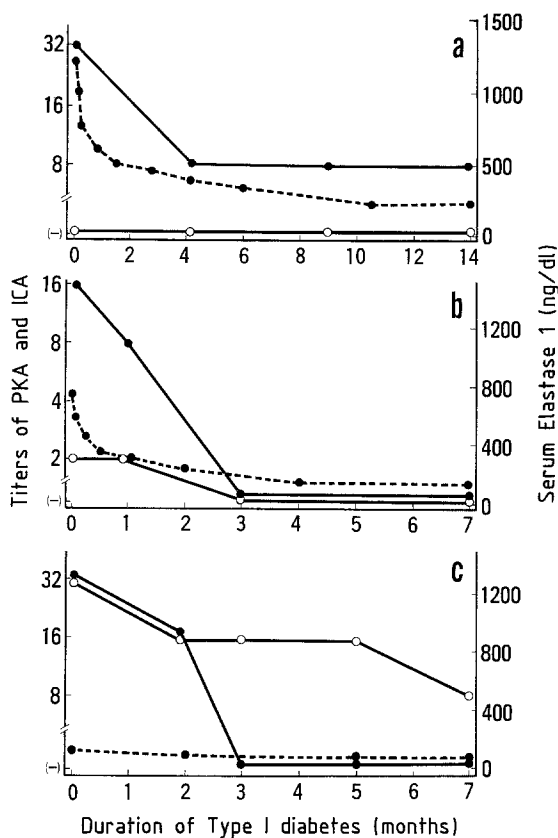 a
32
16
8
(−)
1500
1000
500
0
0 2 4 6 8 10 12 14
b
16
8
4
2
(−)
1200
800
400
0
0 1 2 3 4 5 6 7
c
32
16
8
(−)
1200
800
400
0
0 1 2 3 4 5 6 7
Titers of PKA and ICA
Serum Elastase 1 (ng/dl)
Duration of Type I diabetes (months)